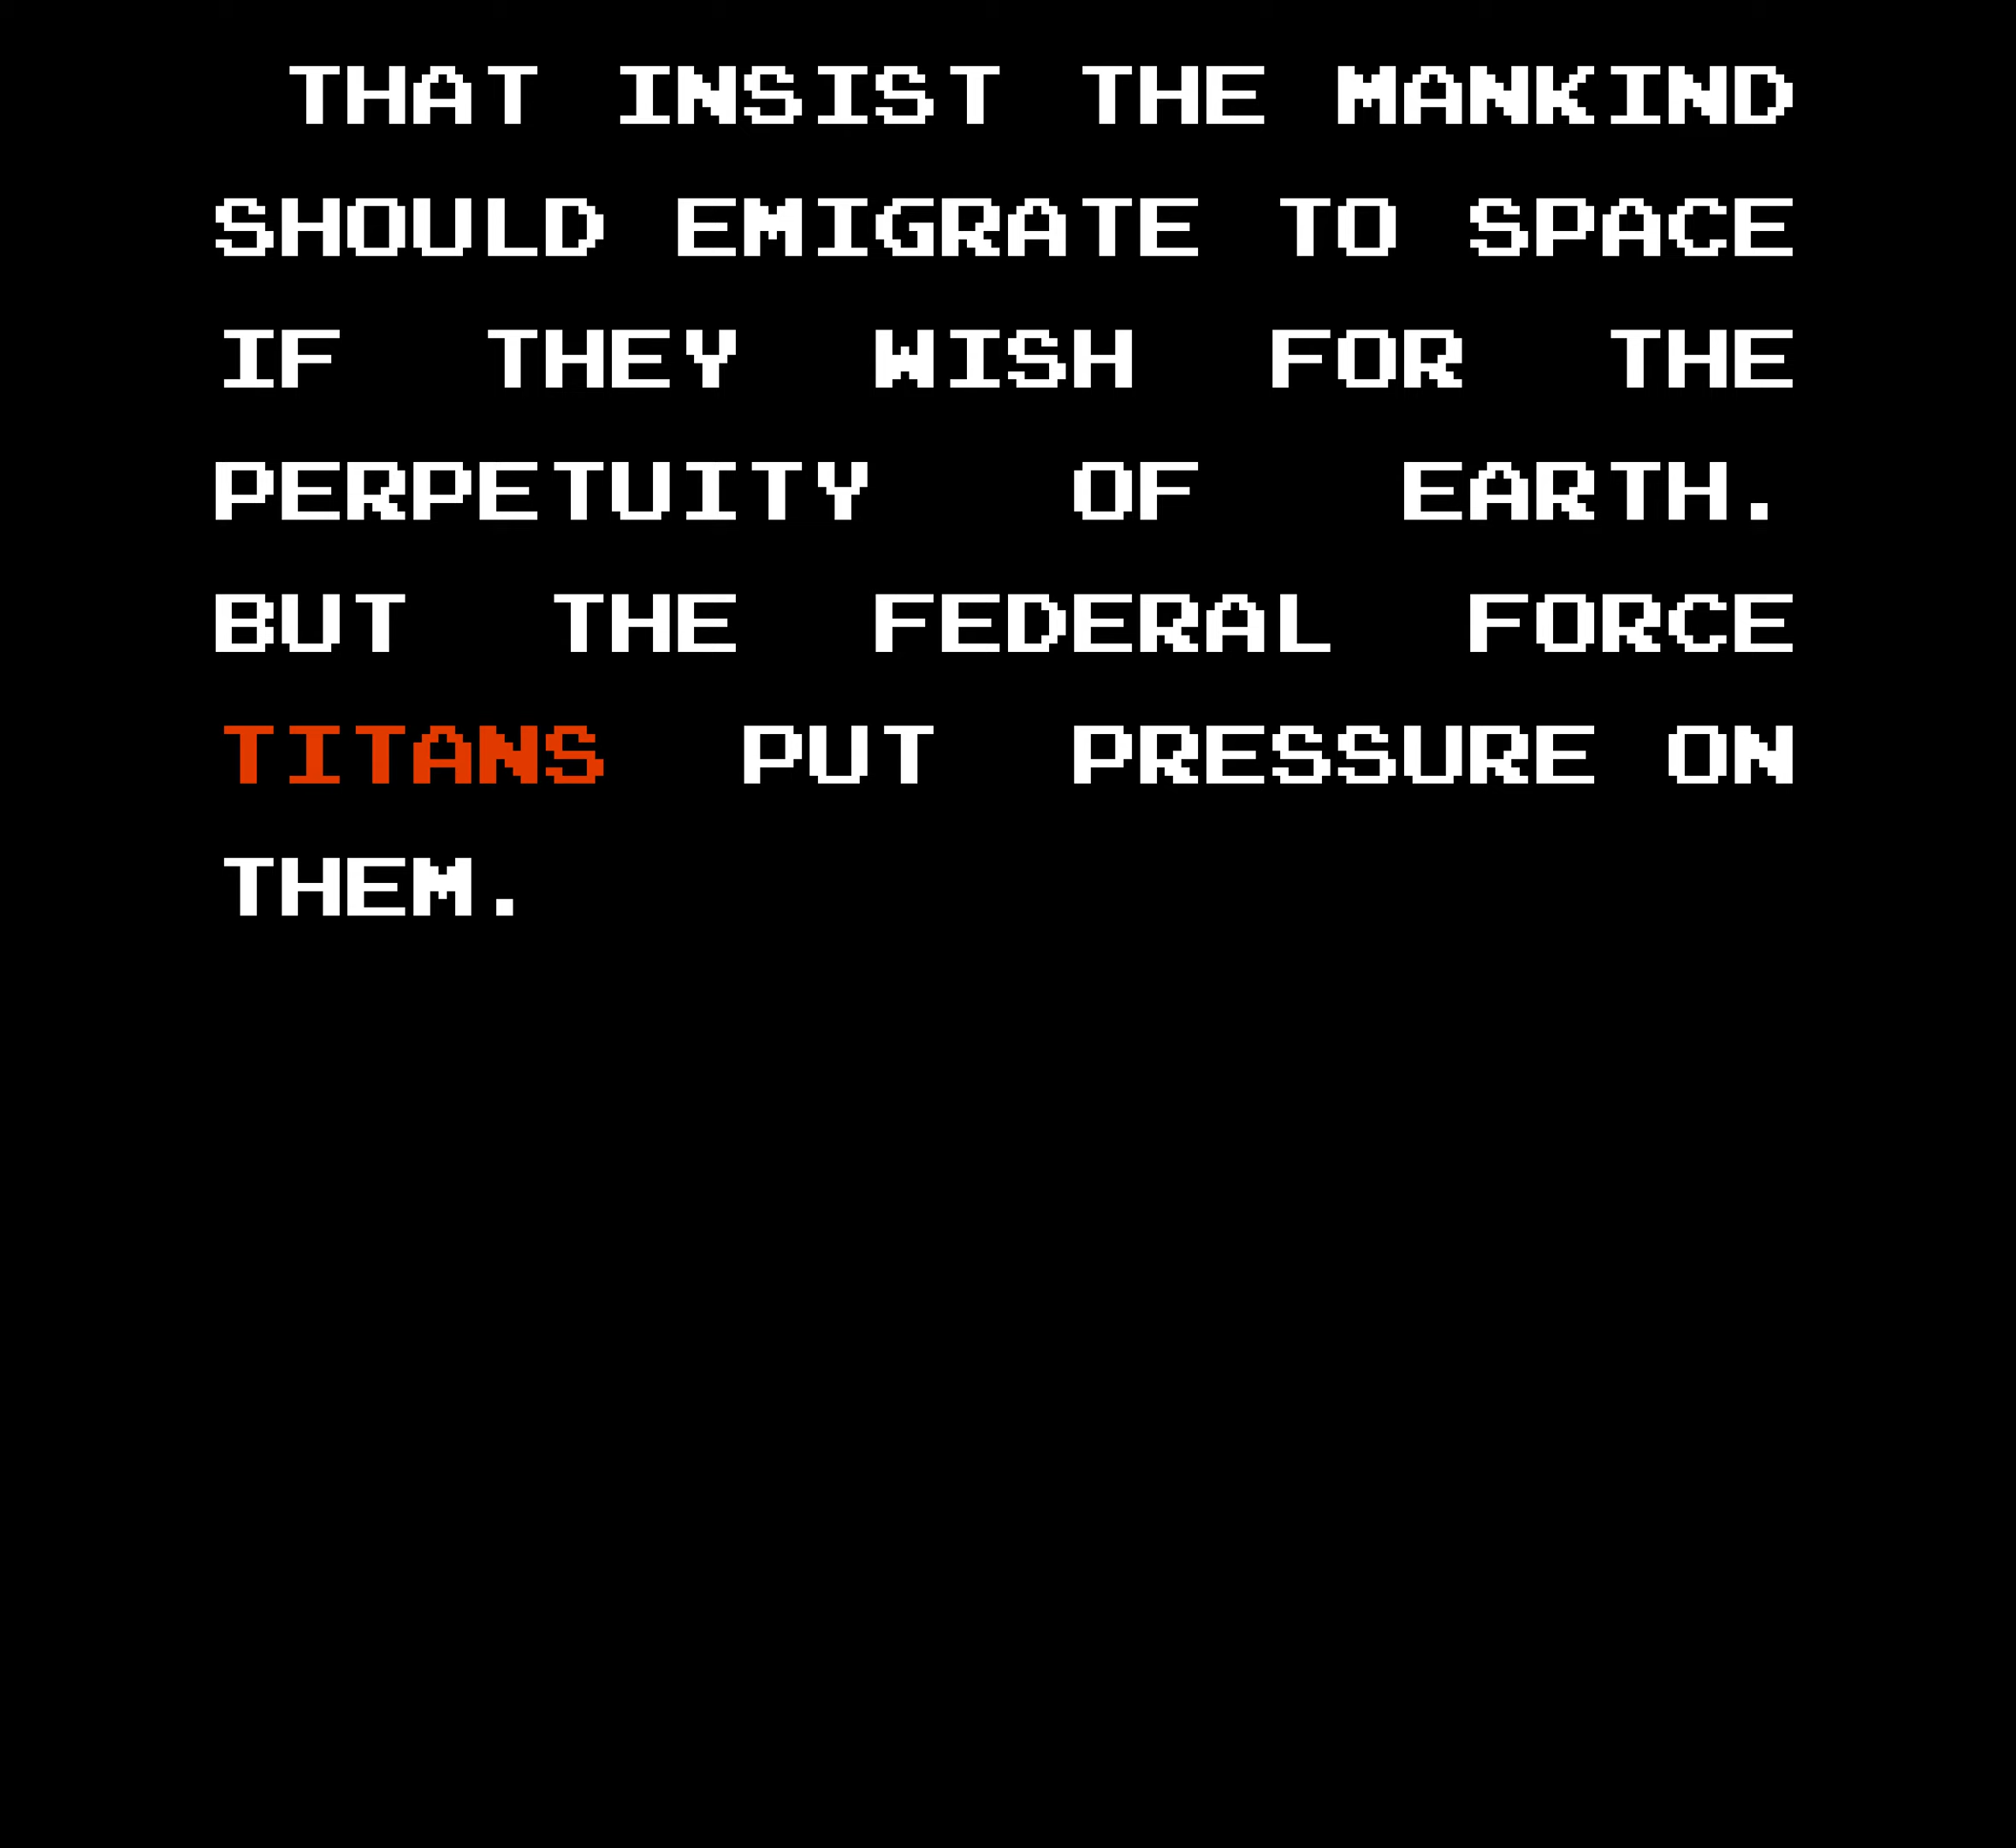 THAT INSIST THE MANKIND
SHOULD EMIGRATE TO SPACE
IF THEY WISH FOR THE
PERPETUITY OF EARTH.
BUT THE FEDERAL FORCE
TITANS PUT PRESSURE ON
THEM.